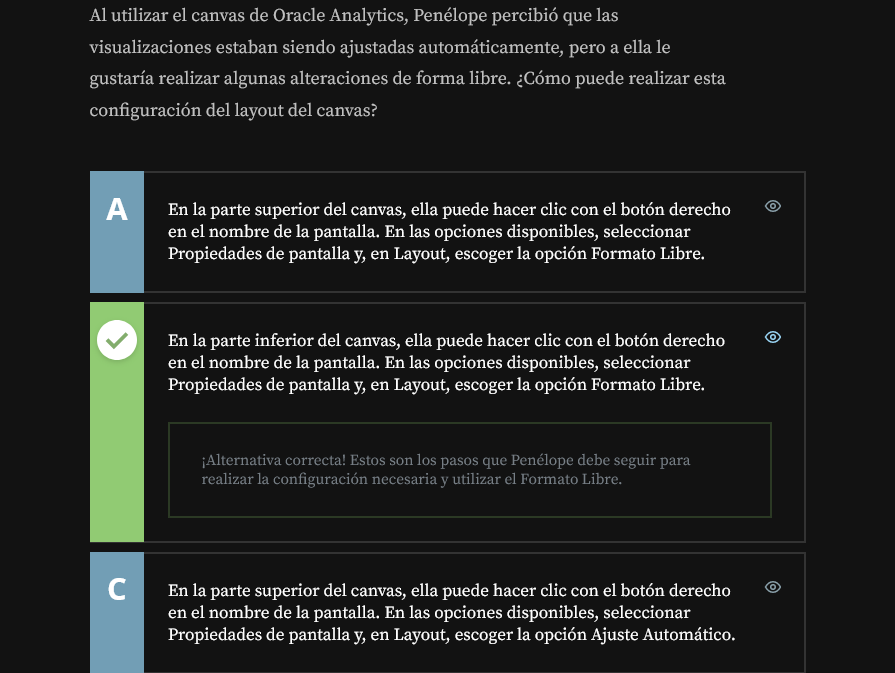 Al utilizar el canvas de Oracle Analytics, Penélope percibió que las
visualizaciones estaban siendo ajustadas automáticamente, pero a ella le
gustaría realizar algunas alteraciones de forma libre. ¿Cómo puede realizar esta
configuración del layout del canvas?
A
En la parte superior del canvas, ella puede hacer clic con el botón derecho
en el nombre de la pantalla. En las opciones disponibles, seleccionar
Propiedades de pantalla y, en Layout, escoger la opción Formato Libre.
En la parte inferior del canvas, ella puede hacer clic con el botón derecho
en el nombre de la pantalla. En las opciones disponibles, seleccionar
Propiedades de pantalla y, en Layout, escoger la opción Formato Libre.
¡Alternativa correcta! Estos son los pasos que Penélope debe seguir para
realizar la configuración necesaria y utilizar el Formato Libre.
C
En la parte superior del canvas, ella puede hacer clic con el botón derecho
en el nombre de la pantalla. En las opciones disponibles, seleccionar
Propiedades de pantalla y, en Layout, escoger la opción Ajuste Automático.